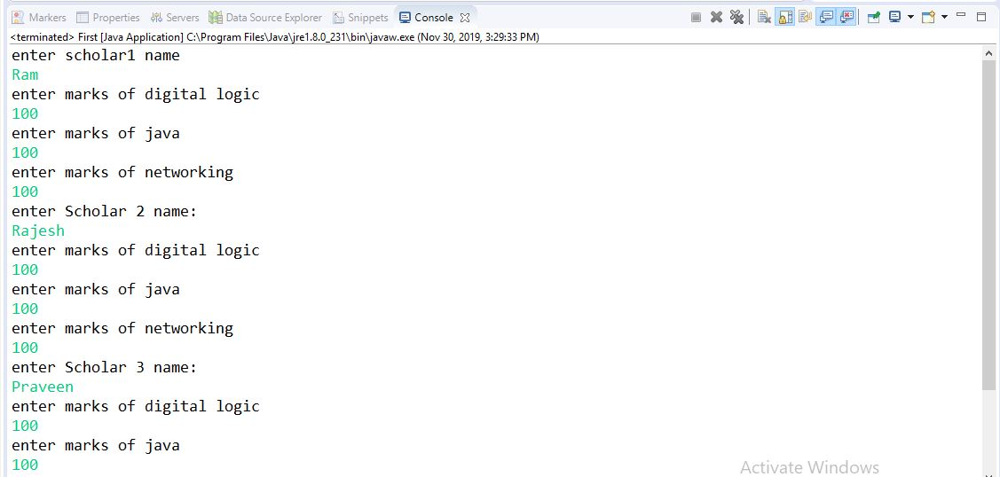 Markers Properties Servers Data Source Explorer Snippets Console
<terminated> First [Java Application] C:\Program Files\Java\jre1.8.0_231\bin\javaw.exe (Nov 30, 2019, 3:29:33 PM)
enter scholar1 name
Ram
enter marks of digital logic
100
enter marks of java
100
enter marks of networking
100
enter Scholar 2 name:
Rajesh
enter marks of digital logic
100
enter marks of java
100
enter marks of networking
100
enter Scholar 3 name:
Praveen
enter marks of digital logic
100
enter marks of java
100
Activate Windows